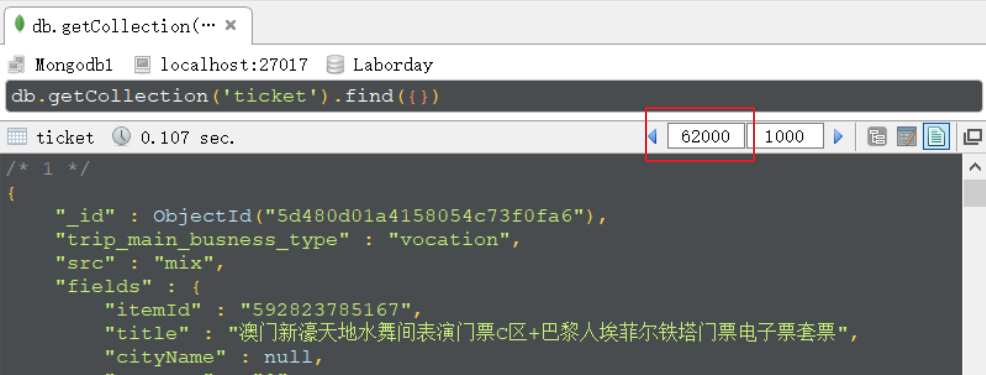 db.getCollection(…
Mongodb1 localhost:27017 Laborday
db.getCollection('ticket').find({})
ticket 0.107 sec. 62000 1000
/* 1 */
{
"_id" : ObjectId("5d480d01a4158054c73f0fa6"),
"trip_main_busness_type" : "vocation",
"src" : "mix",
"fields" : {
"itemId" : "592823785167",
"title" : "澳门新濠天地水舞间表演门票C区+巴黎人埃菲尔铁塔门票电子票套票",
"cityName" : null,